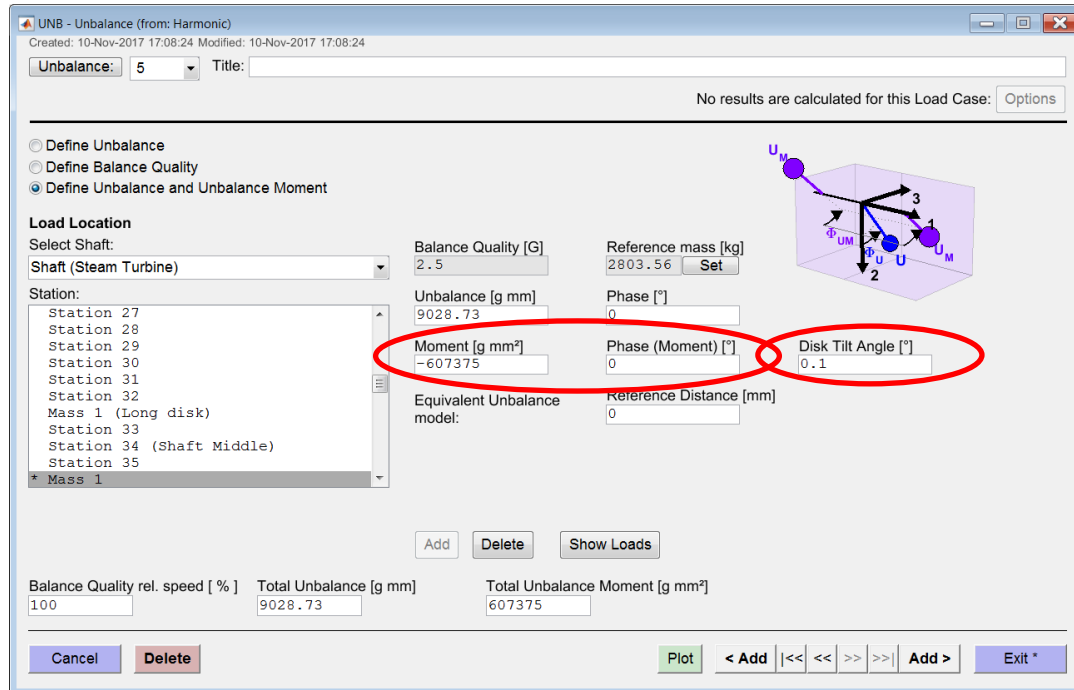 UNB - Unbalance (from: Harmonic)
Created: 10-Nov-2017 17:08:24 Modified: 10-Nov-2017 17:08:24
Unbalance: 5 Title:
No results are calculated for this Load Case: Options
Define Unbalance
Define Balance Quality
Define Unbalance and Unbalance Moment
U_M
3
1
Φ_UM
Φ_U U U_M
2
Load Location
Select Shaft:
Shaft (Steam Turbine)
Station:
Station 27
Station 28
Station 29
Station 30
Station 31
Station 32
Mass 1 (Long disk)
Station 33
Station 34 (Shaft Middle)
Station 35
* Mass 1
Balance Quality [G] Reference mass [kg]
2.5 2803.56 Set
Unbalance [g mm] Phase [°]
9028.73 0
Moment [g mm²] Phase (Moment) [°] Disk Tilt Angle [°]
-607375 0 0.1
Equivalent Unbalance Reference Distance [mm]
model: 0
Add Delete Show Loads
Balance Quality rel. speed [ % ] Total Unbalance [g mm] Total Unbalance Moment [g mm²]
100 9028.73 607375
Cancel Delete Plot < Add |<< << >> >>| Add > Exit *